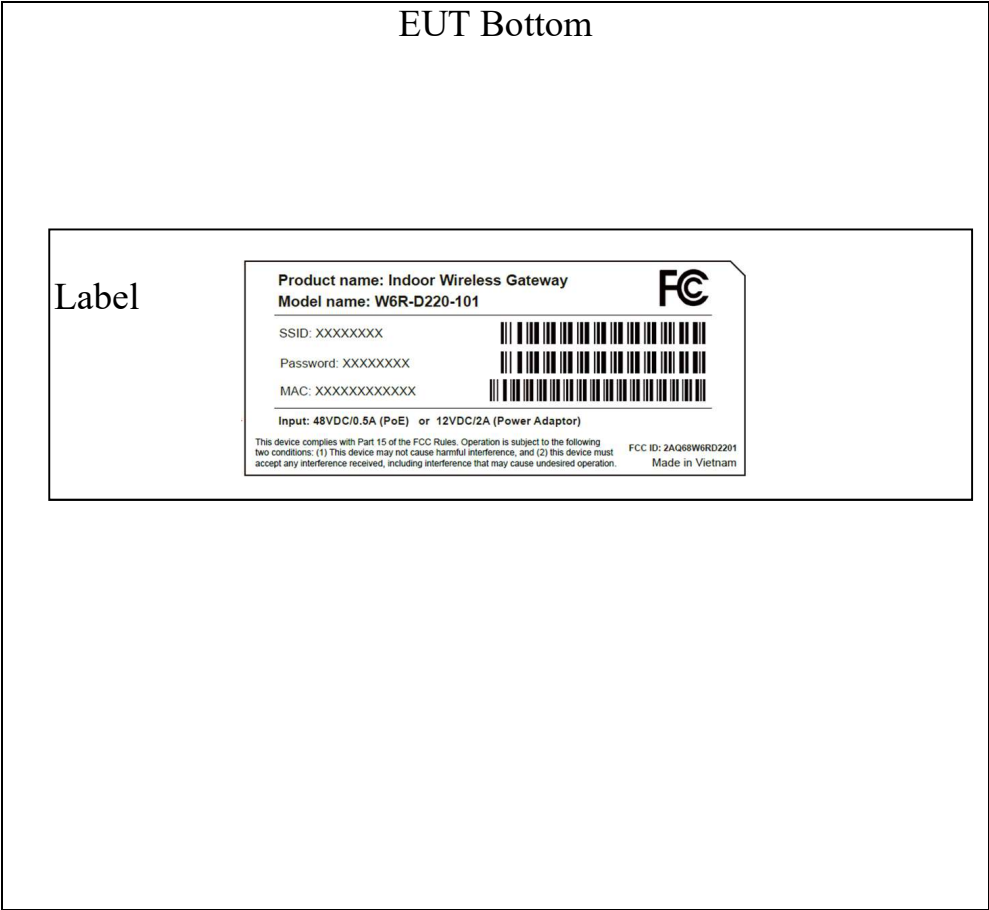 EUT Bottom
Label
Product name: Indoor Wireless Gateway
Model name: W6R-D220-101
FC
SSID: XXXXXXXX
Password: XXXXXXXX
MAC: XXXXXXXXXXXX
Input: 48VDC/0.5A (PoE) or 12VDC/2A (Power Adaptor)
This device complies with Part 15 of the FCC Rules. Operation is subject to the following
two conditions: (1) This device may not cause harmful interference, and (2) this device must
accept any interference received, including interference that may cause undesired operation.
FCC ID: 2AQ68W6RD2201
Made in Vietnam